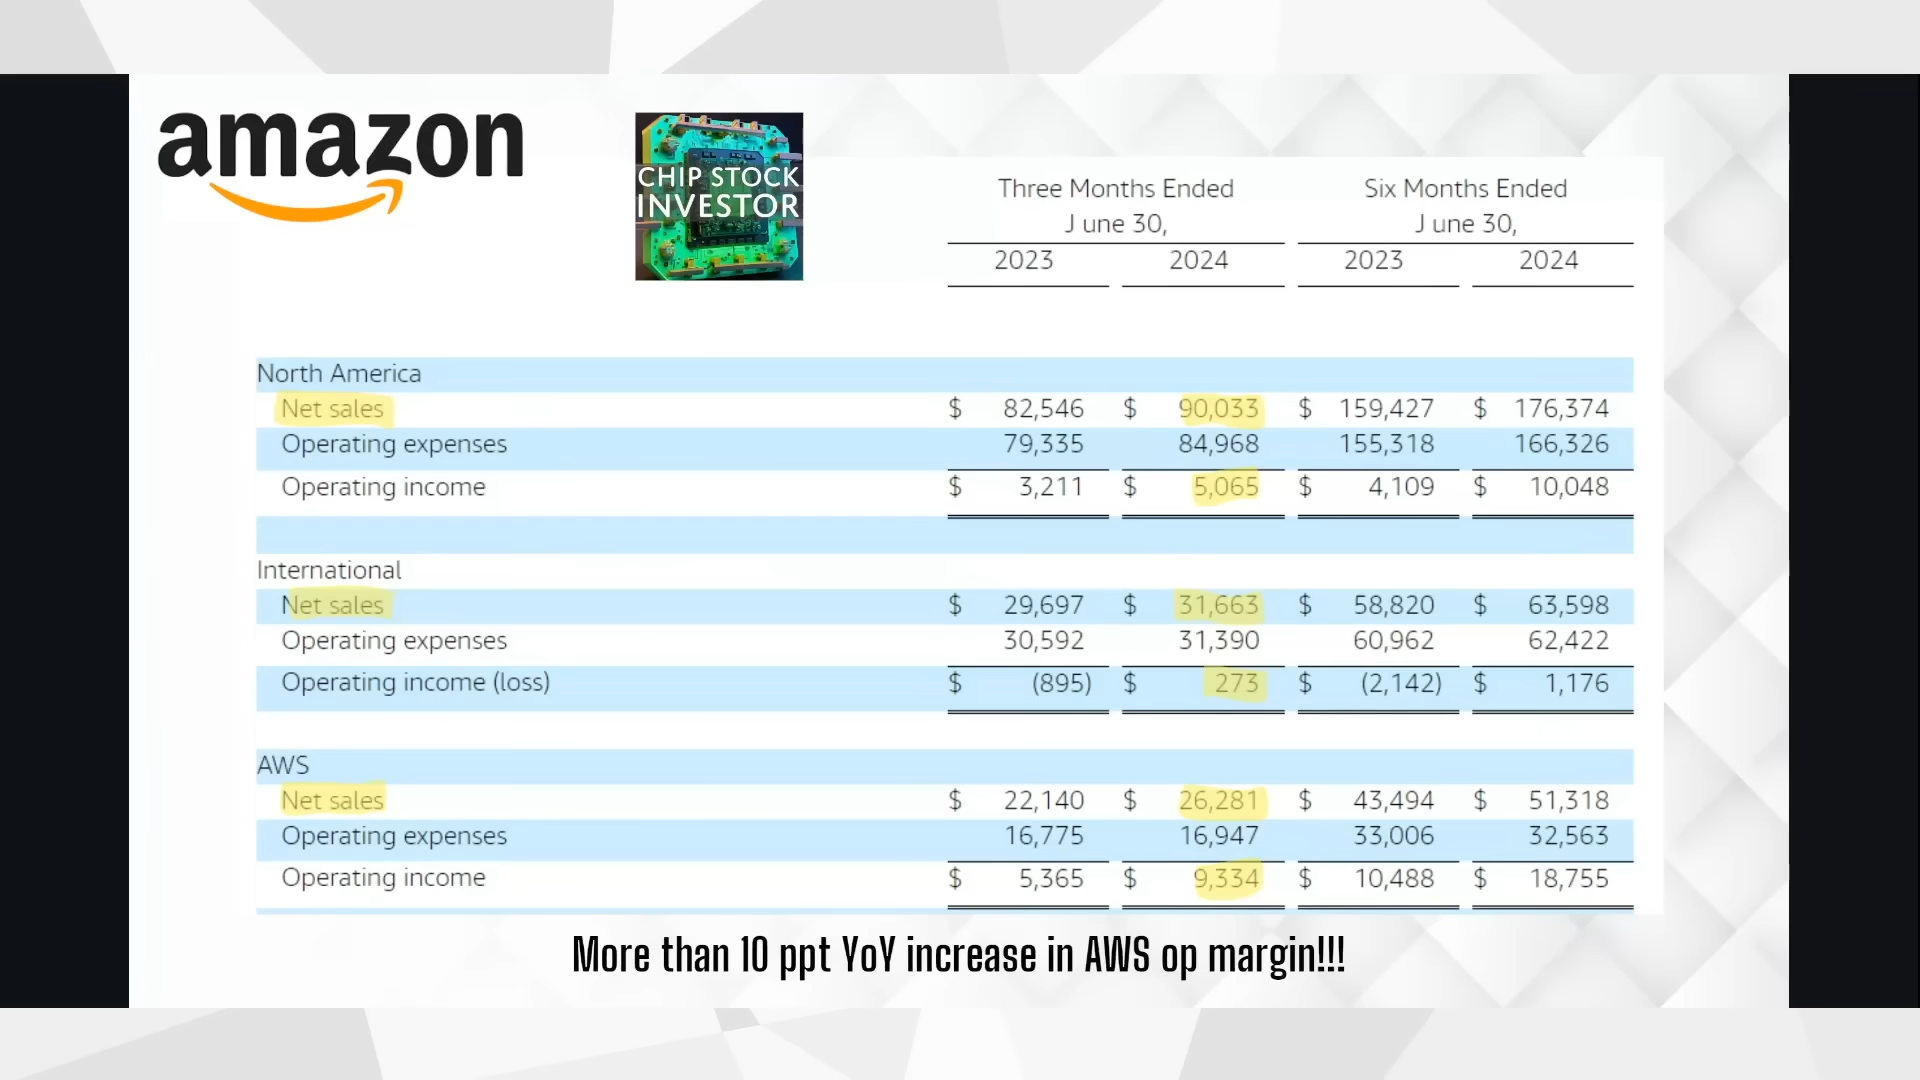 amazon
CHIP STOCK
INVESTOR
Three Months Ended Six Months Ended
June 30, June 30,
2023 2024 2023 2024
North America
Net sales $ 82,546 $ 90,033 $ 159,427 $ 176,374
Operating expenses 79,335 84,968 155,318 166,326
Operating income $ 3,211 $ 5,065 $ 4,109 $ 10,048
International
Net sales $ 29,697 $ 31,663 $ 58,820 $ 63,598
Operating expenses 30,592 31,390 60,962 62,422
Operating income (loss) $ (895) $ 273 $ (2,142) $ 1,176
AWS
Net sales $ 22,140 $ 26,281 $ 43,494 $ 51,318
Operating expenses 16,775 16,947 33,006 32,563
Operating income $ 5,365 $ 9,334 $ 10,488 $ 18,755
More than 10 ppt YoY increase in AWS op margin!!!